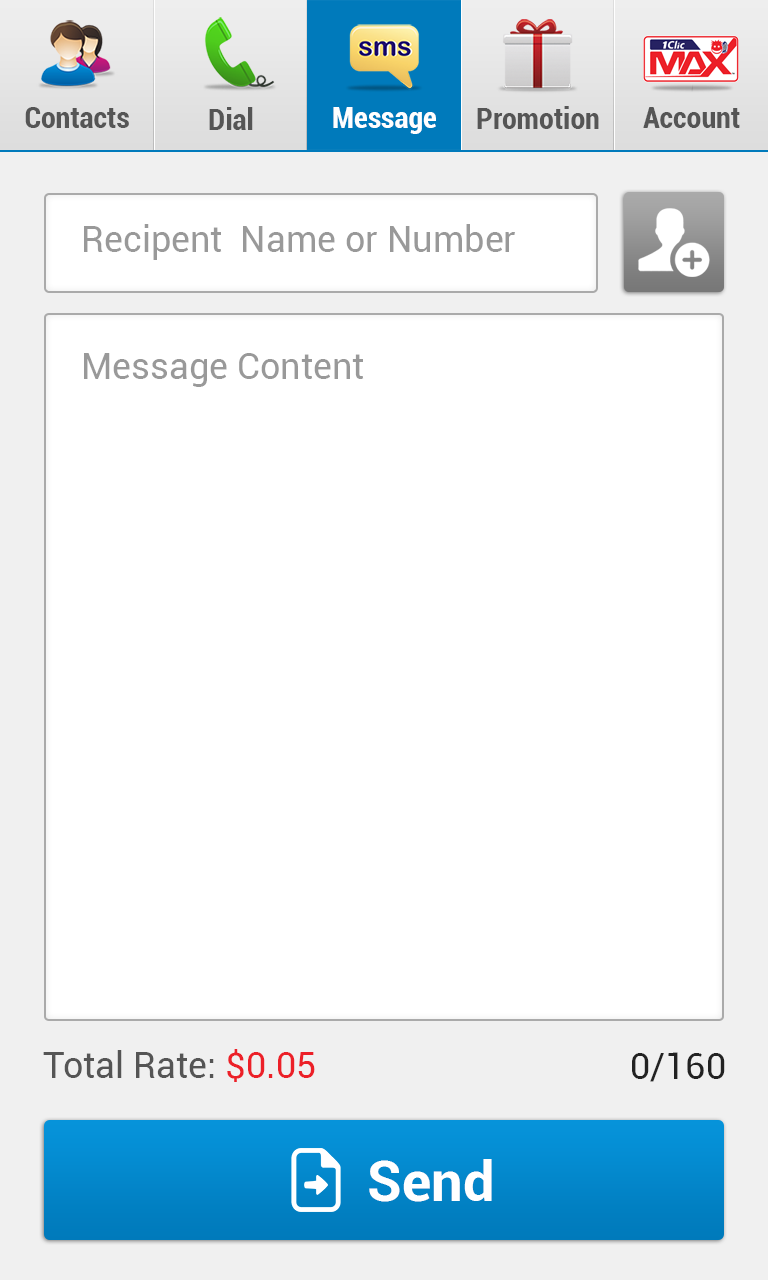 sms
1Clic
MAX
Contacts Dial Message Promotion Account
Recipent Name or Number
Message Content
Total Rate: $0.05 0/160
Send